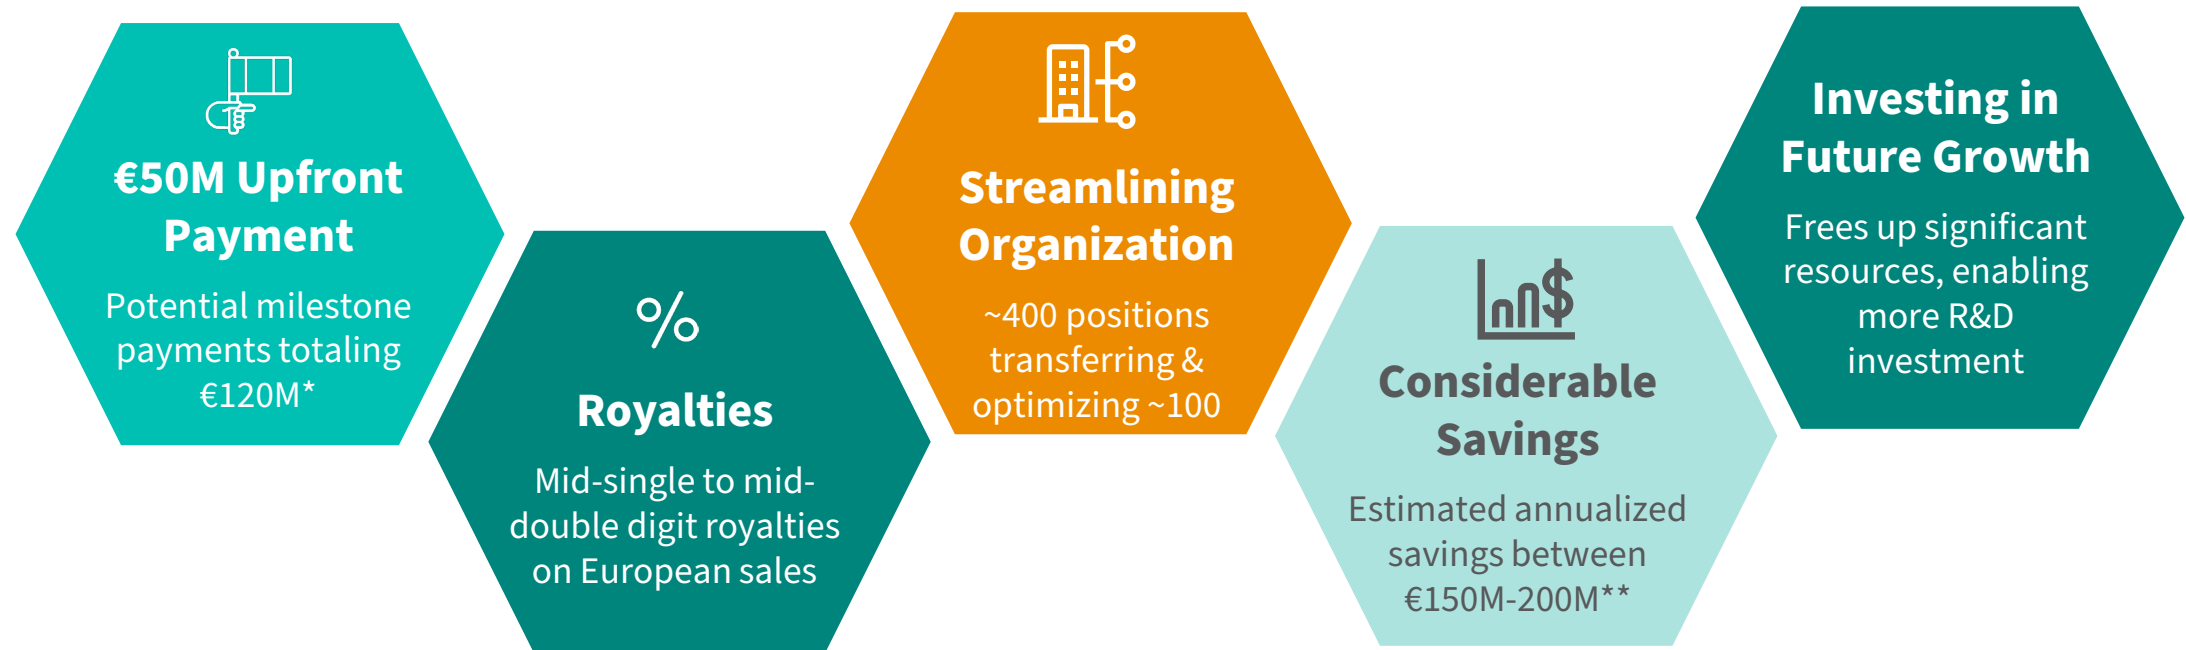 €50M Upfront
Payment
Potential milestone
payments totaling
€120M*
Royalties
Mid-single to mid-
double digit royalties
on European sales
Streamlining
Organization
~400 positions
transferring &
optimizing ~100
Considerable
Savings
Estimated annualized
savings between
€150M-200M**
Investing in
Future Growth
Frees up significant
resources, enabling
more R&D
investment